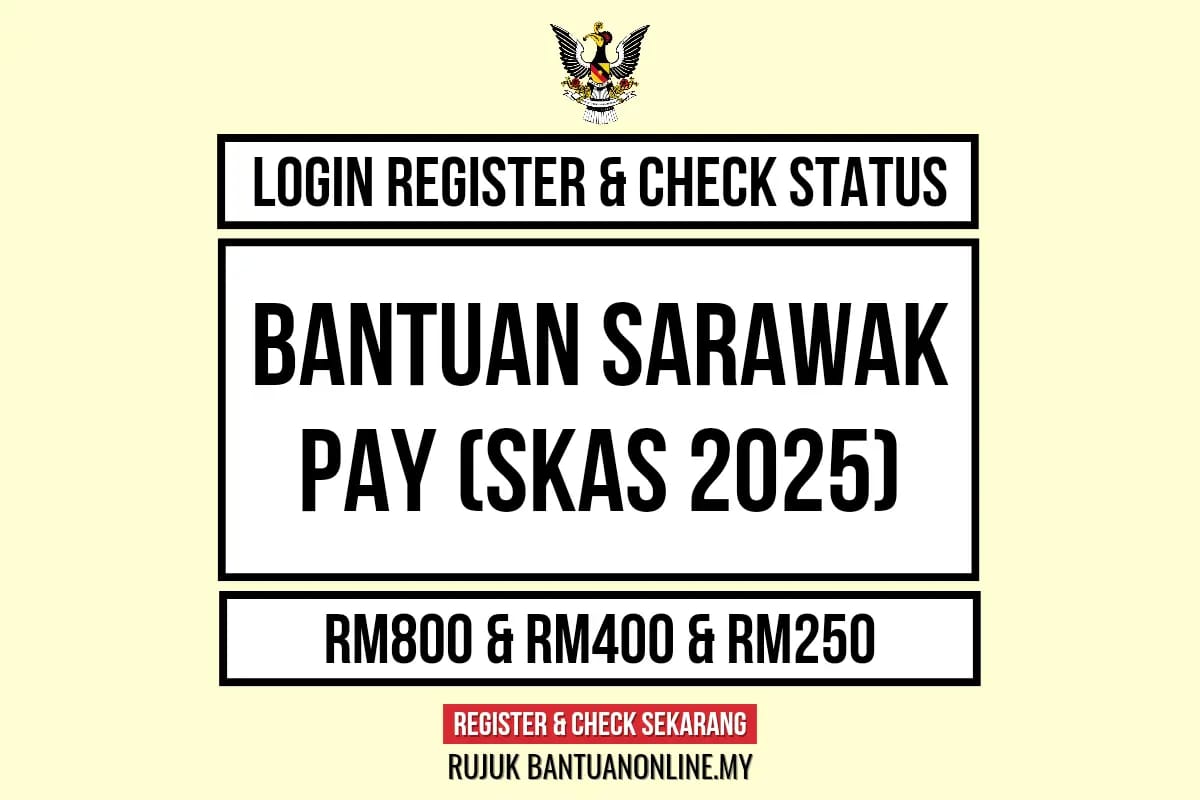 LOGIN REGISTER & CHECK STATUS
BANTUAN SARAWAK
PAY (SKAS 2025)
RM800 & RM400 & RM250
REGISTER & CHECK SEKARANG
RUJUK BANTUANONLINE.MY